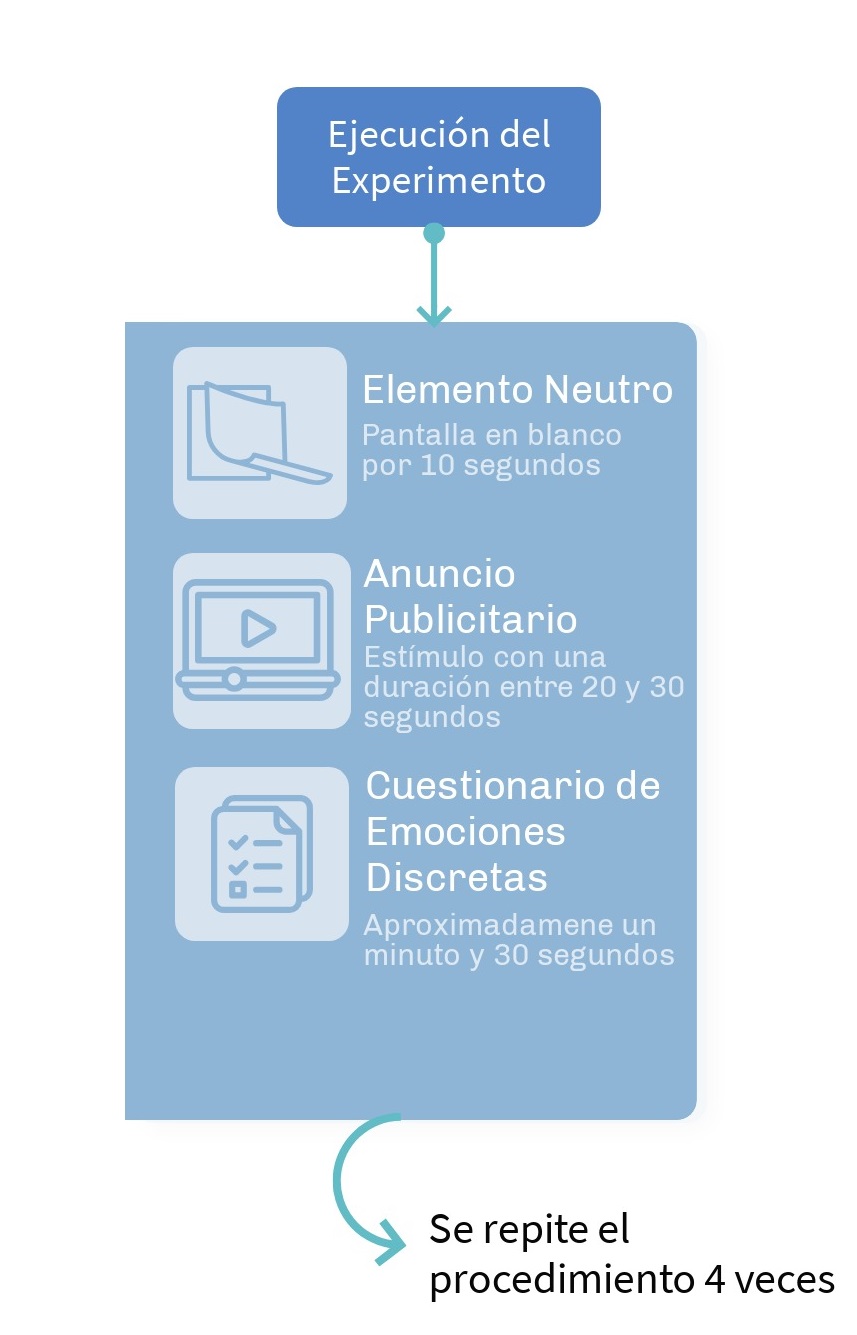 Ejecución del
Experimento
Elemento Neutro
Pantalla en blanco
por 10 segundos
Anuncio
Publicitario
Estímulo con una
duración entre 20 y 30
segundos
Cuestionario de
Emociones
Discretas
Aproximadamene un
minuto y 30 segundos
Se repite el
procedimiento 4 veces